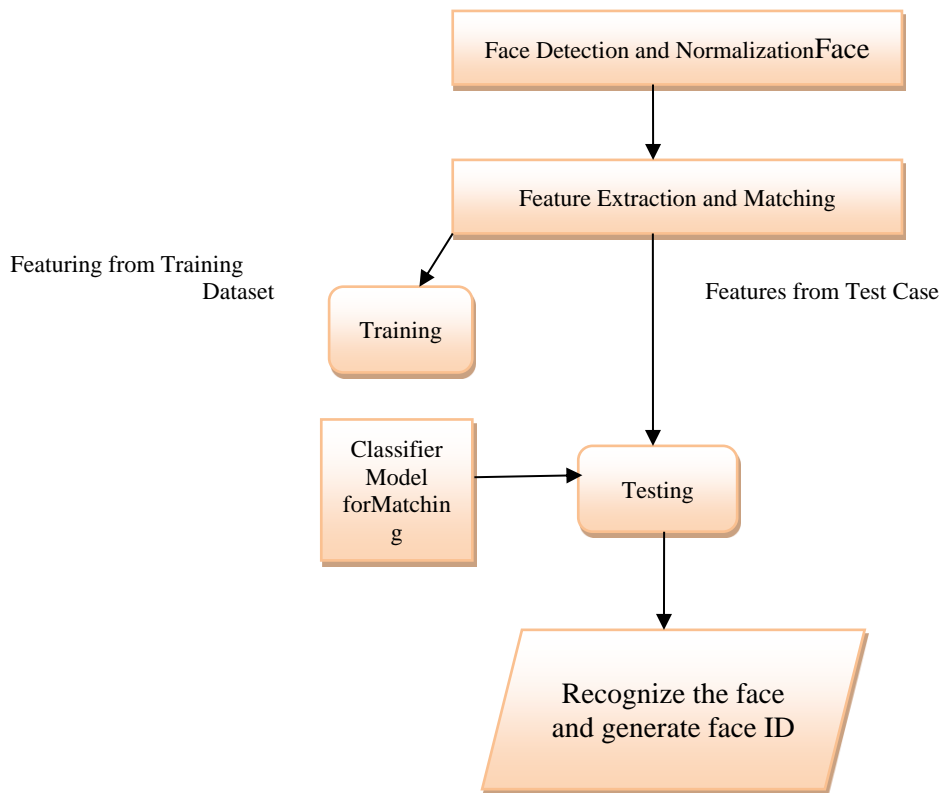 Face Detection and NormalizationFace
Feature Extraction and Matching
Featuring from Training
Dataset
Features from Test Case
Training
Classifier
Model
forMatchin
g
Testing
Recognize the face
and generate face ID